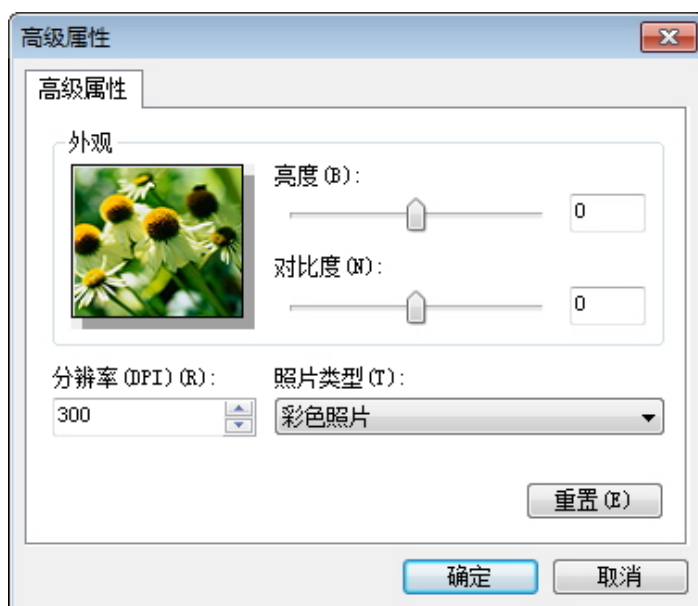 高级属性
高级属性
外观
亮度(B):
0
对比度(N):
0
分辨率(DPI)(R):
照片类型(T):
300
彩色照片
重置(E)
确定
取消